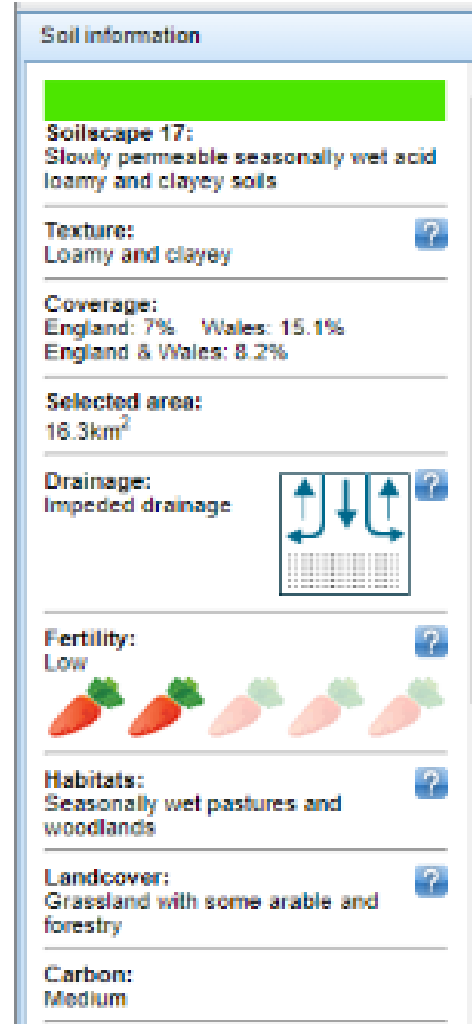 Soil information
Soilscape 17:
Slowly permeable seasonally wet acid
loamy and clayey soils
Texture:
?
Loamy and clayey
Coverage:
England: 7% Wales: 15.1%
England & Wales: 8.2%
Selected area:
16.3km²
Drainage:
?
Impeded drainage
Fertility:
?
Low
Habitats:
?
Seasonally wet pastures and
woodlands
Landcover:
?
Grassland with some arable and
forestry
Carbon:
Medium